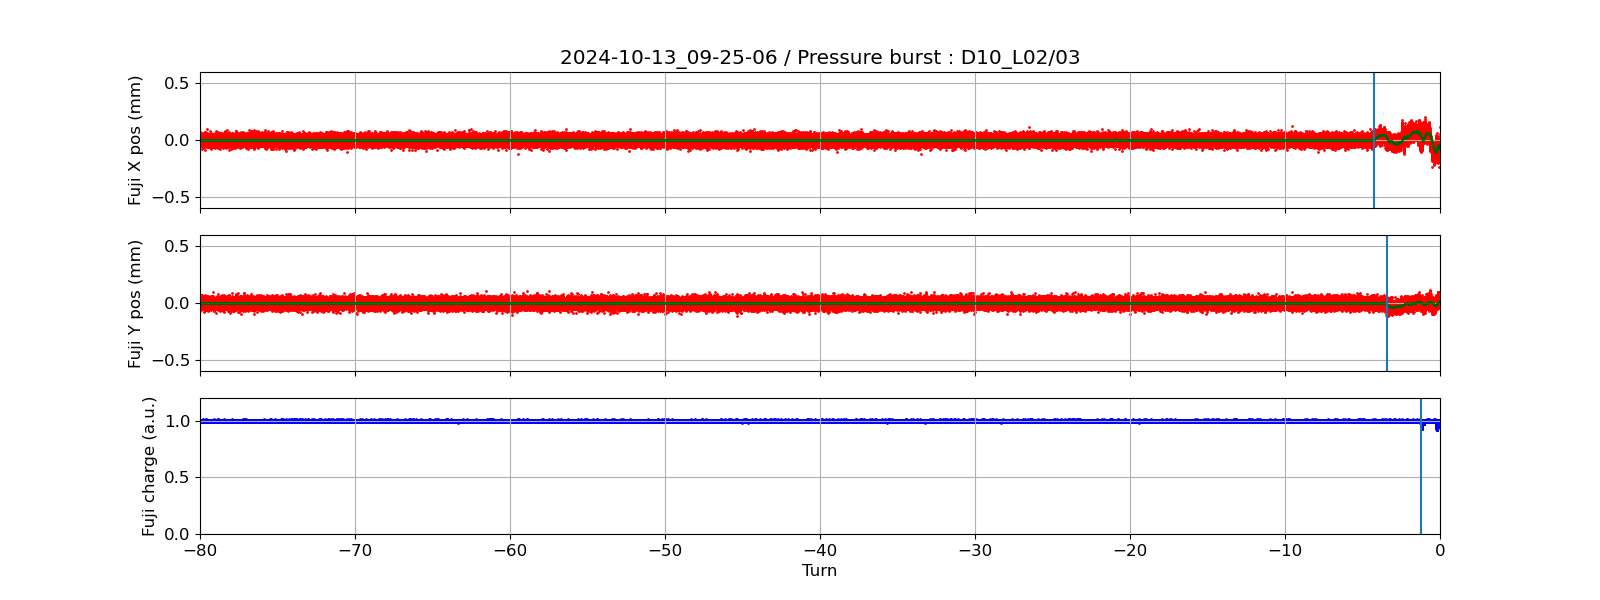 2024-10-13_09-25-06 / Pressure burst : D10_L02/03
Fuji X pos (mm)
0.5
0.0
−0.5
Fuji Y pos (mm)
0.5
0.0
−0.5
Fuji charge (a.u.)
1.0
0.5
0.0
−80 −70 −60 −50 −40 −30 −20 −10 0
Turn